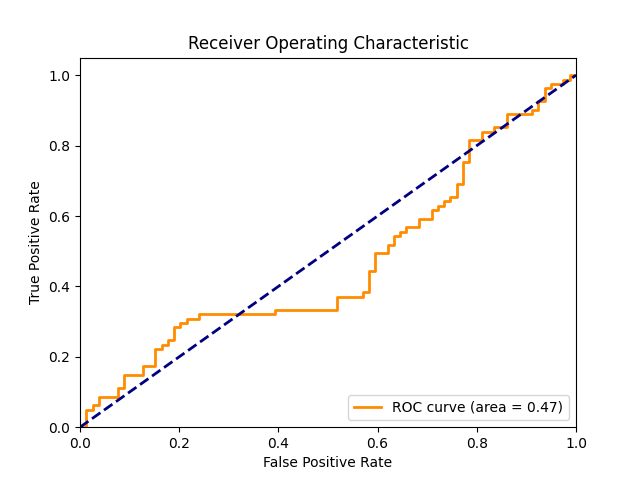 Receiver Operating Characteristic
True Positive Rate
1.0
0.8
0.6
0.4
0.2
0.0
ROC curve (area = 0.47)
0.0 0.2 0.4 0.6 0.8 1.0
False Positive Rate